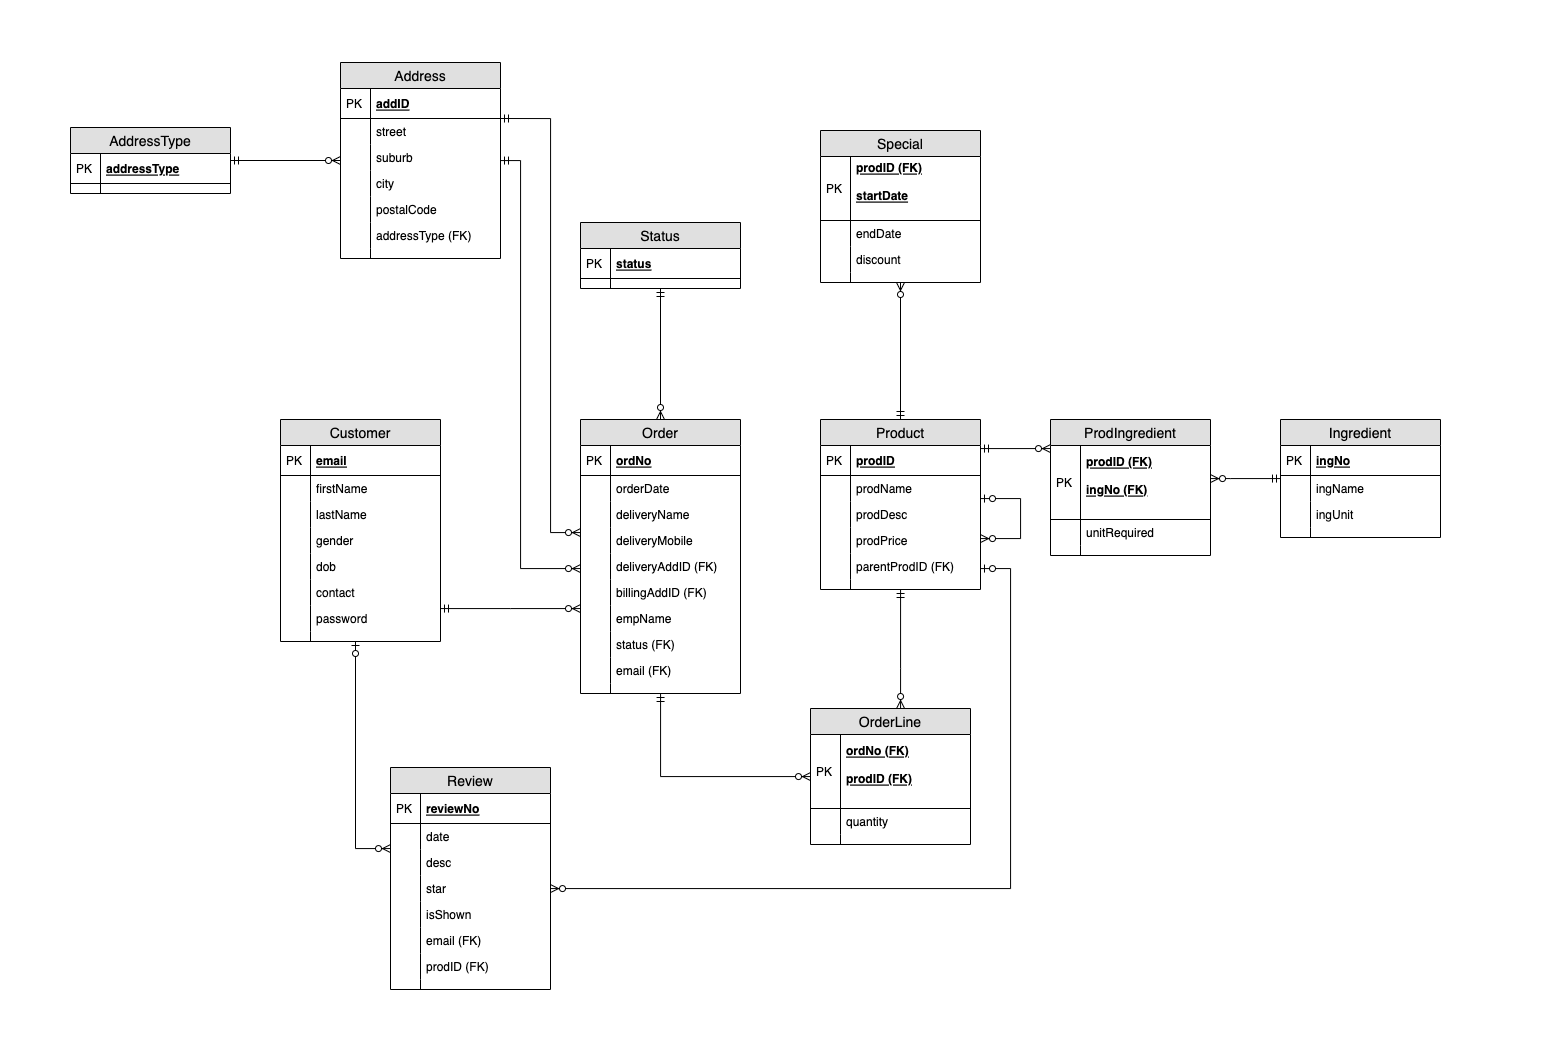 Address
PK addID
street
suburb
city
postalCode
addressType (FK)
AddressType
PK addressType
Special
prodID (FK)
PK
startDate
endDate
discount
Status
PK status
Customer
PK email
firstName
lastName
gender
dob
contact
password
Order
PK ordNo
orderDate
deliveryName
deliveryMobile
deliveryAddID (FK)
billingAddID (FK)
empName
status (FK)
email (FK)
Product
PK prodID
prodName
prodDesc
prodPrice
parentProdID (FK)
ProdIngredient
prodID (FK)
PK
ingNo (FK)
unitRequired
Ingredient
PK ingNo
ingName
ingUnit
OrderLine
ordNo (FK)
PK
prodID (FK)
quantity
Review
PK reviewNo
date
desc
star
isShown
email (FK)
prodID (FK)